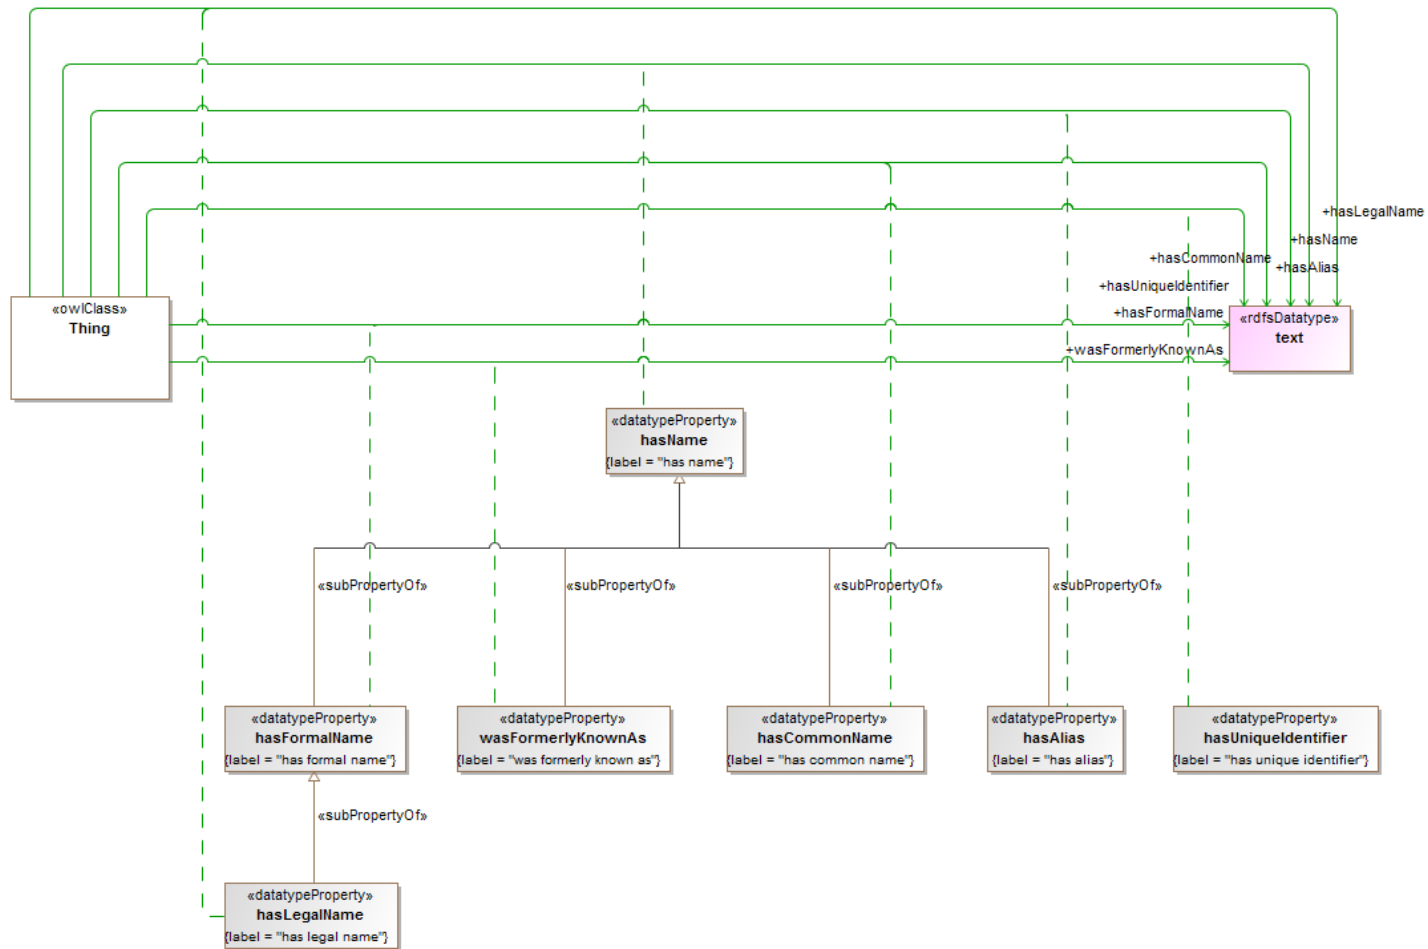 +hasLegalName
+hasName
+hasCommonName
+hasAlias
+hasUniqueIdentifier
«owlClass»
Thing
+hasFormalName
«rdfsDatatype»
text
+wasFormerlyKnownAs
«datatypeProperty»
hasName
{label = "has name"}
«subPropertyOf»
«subPropertyOf»
«subPropertyOf»
«subPropertyOf»
«datatypeProperty»
hasFormalName
{label = "has formal name"}
«datatypeProperty»
wasFormerlyKnownAs
{label = "was formerly known as"}
«datatypeProperty»
hasCommonName
{label = "has common name"}
«datatypeProperty»
hasAlias
{label = "has alias"}
«datatypeProperty»
hasUniqueIdentifier
{label = "has unique identifier"}
«subPropertyOf»
«datatypeProperty»
hasLegalName
{label = "has legal name"}